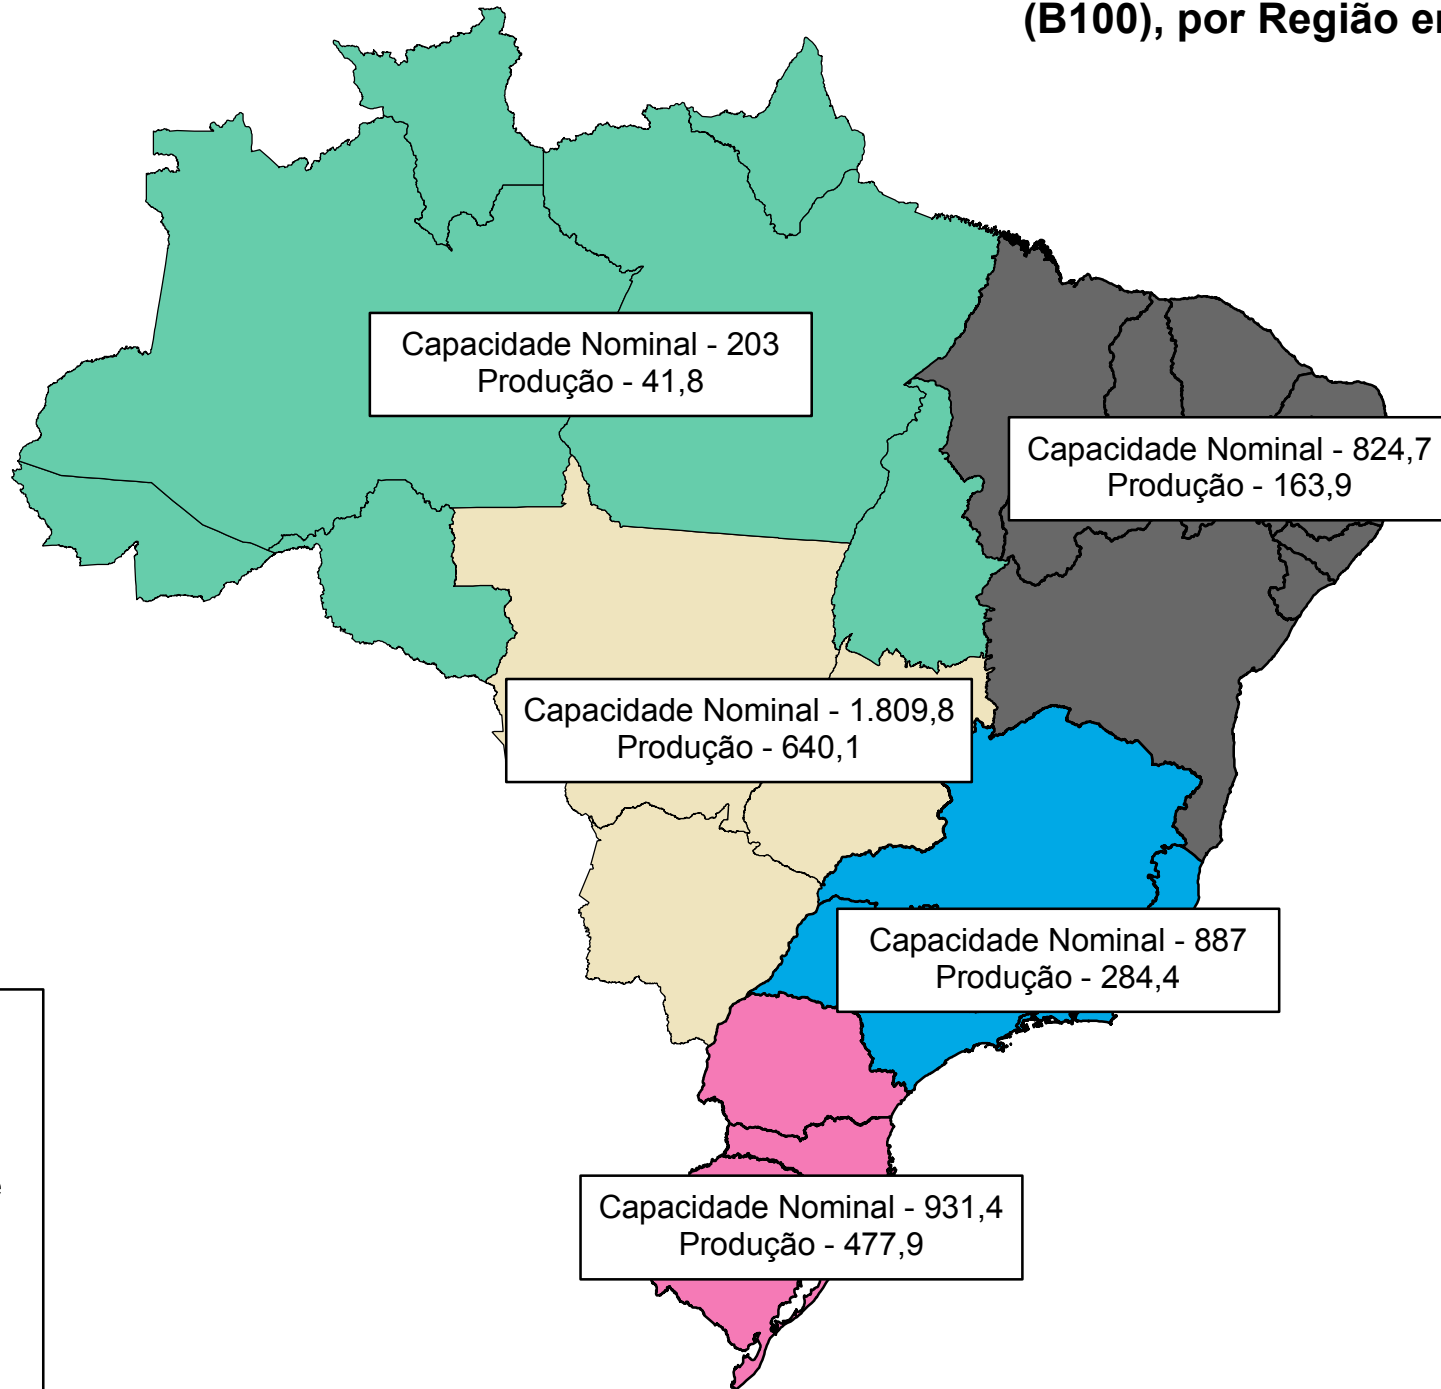 (B100), por Região e
Capacidade Nominal - 203
Produção - 41,8
Capacidade Nominal - 824,7
Produção - 163,9
Capacidade Nominal - 1.809,8
Produção - 640,1
Capacidade Nominal - 887
Produção - 284,4
Capacidade Nominal - 931,4
Produção - 477,9